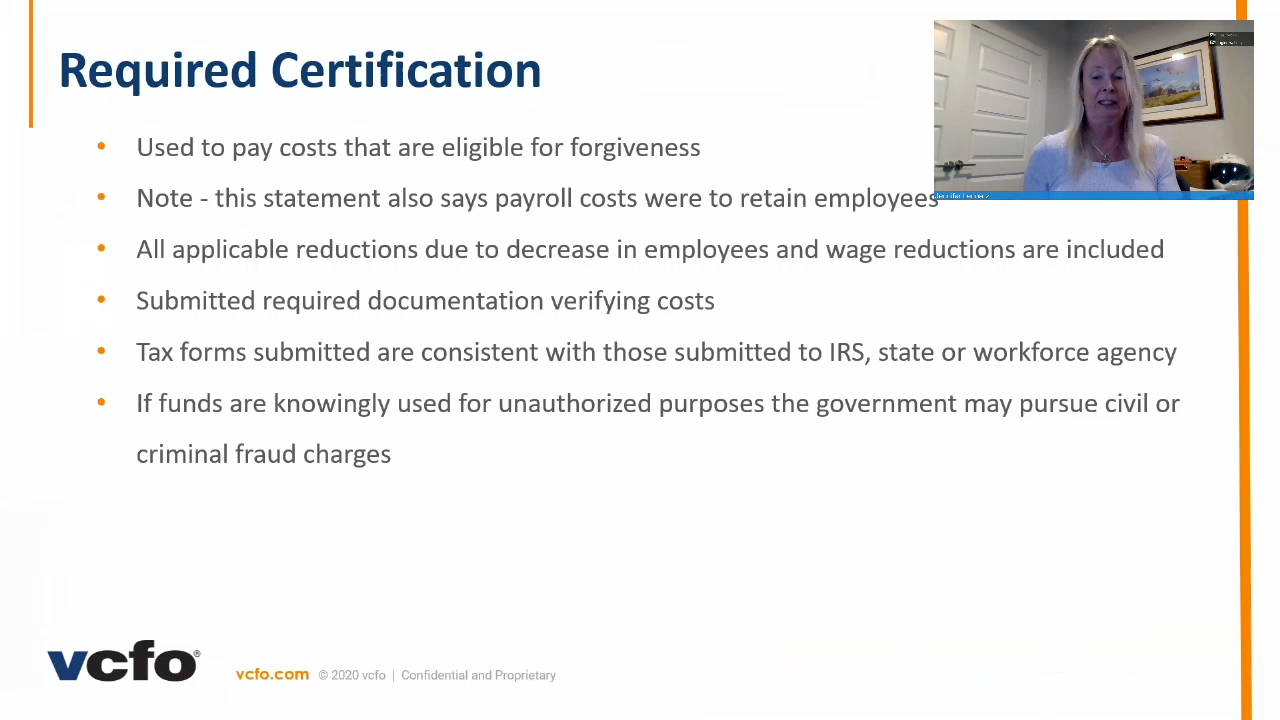 Required Certification
• Used to pay costs that are eligible for forgiveness
• Note - this statement also says payroll costs were to retain employees
• All applicable reductions due to decrease in employees and wage reductions are included
• Submitted required documentation verifying costs
• Tax forms submitted are consistent with those submitted to IRS, state or workforce agency
• If funds are knowingly used for unauthorized purposes the government may pursue civil or
criminal fraud charges
vcfo®
vcfo.com © 2020 vcfo | Confidential and Proprietary